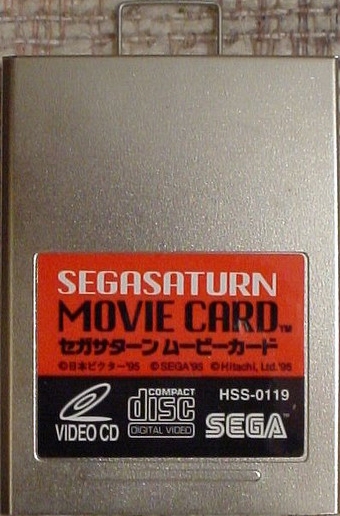 SEGASATURN
MOVIE CARD™
セガサターン ムービーカード
©日本ビクター'95 ©SEGA'95 ©Hitachi, Ltd.'95
HSS-0119
VIDEO CD
COMPACT
disc
DIGITAL VIDEO
SEGA™